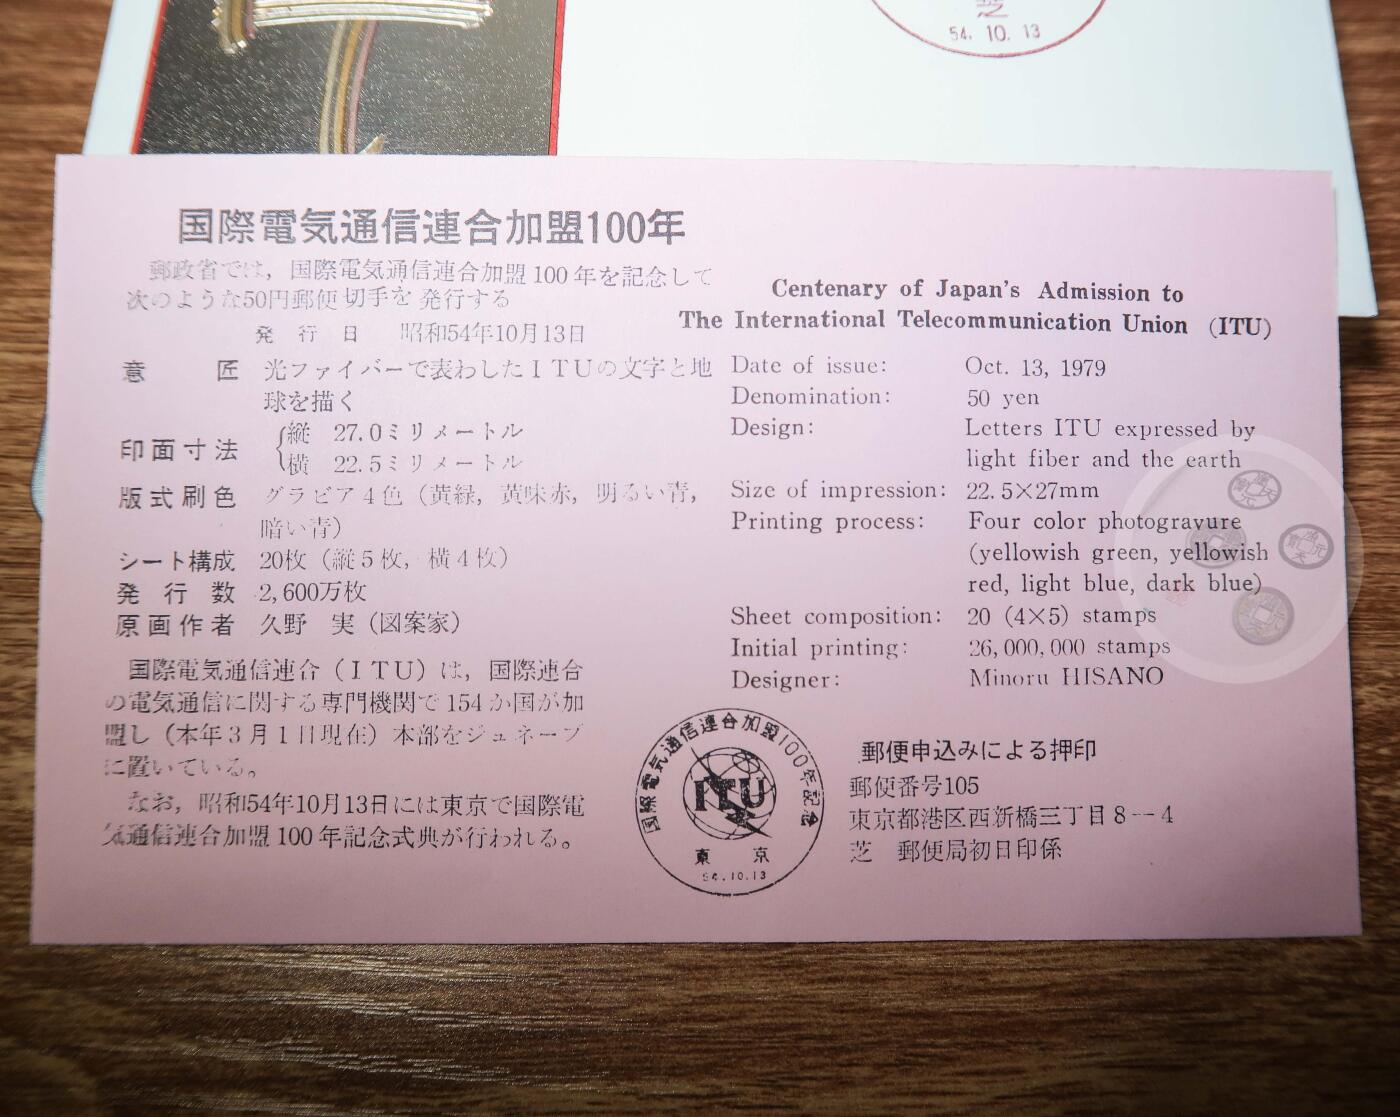 芝
54. 10. 13
国際電気通信連合加盟100年
郵政省では，国際電気通信連合加盟 100 年を記念して
次のような50円郵便切手を 発行する
発 行 日 昭和54年10月13日
意 匠 光ファイバーで表わしたＩＴＵの文字と地
球を描く
印面寸法 縦 27.0ミリメートル
横 22.5ミリメートル
版式刷色 グラビア４色（黄緑，黄味赤，明るい青，
暗い青）
シート構成 20枚（縦５枚，横４枚）
発 行 数 2,600万枚
原画作者 久野 実（図案家）
国際電気通信連合（ＩＴＵ）は，国際連合
の電気通信に関する専門機関で 154 か国が加
盟し（本年３月１日現在）本部をジュネーブ
に置いている。
なお，昭和54年10月13日には東京で国際電
気通信連合加盟 100 年記念式典が行われる。
Centenary of Japan's Admission to
The International Telecommunication Union (ITU)
Date of issue: Oct. 13, 1979
Denomination: 50 yen
Design: Letters ITU expressed by
light fiber and the earth
Size of impression: 22.5×27mm
Printing process: Four color photogravure
(yellowish green, yellowish
red, light blue, dark blue)
Sheet composition: 20 (4×5) stamps
Initial printing: 26,000,000 stamps
Designer: Minoru HISANO
国際電気通信連合加盟100年記念
ITU
東 京
54.10.13
郵便申込みによる押印
郵便番号105
東京都港区西新橋三丁目８－４
芝 郵便局初日印係